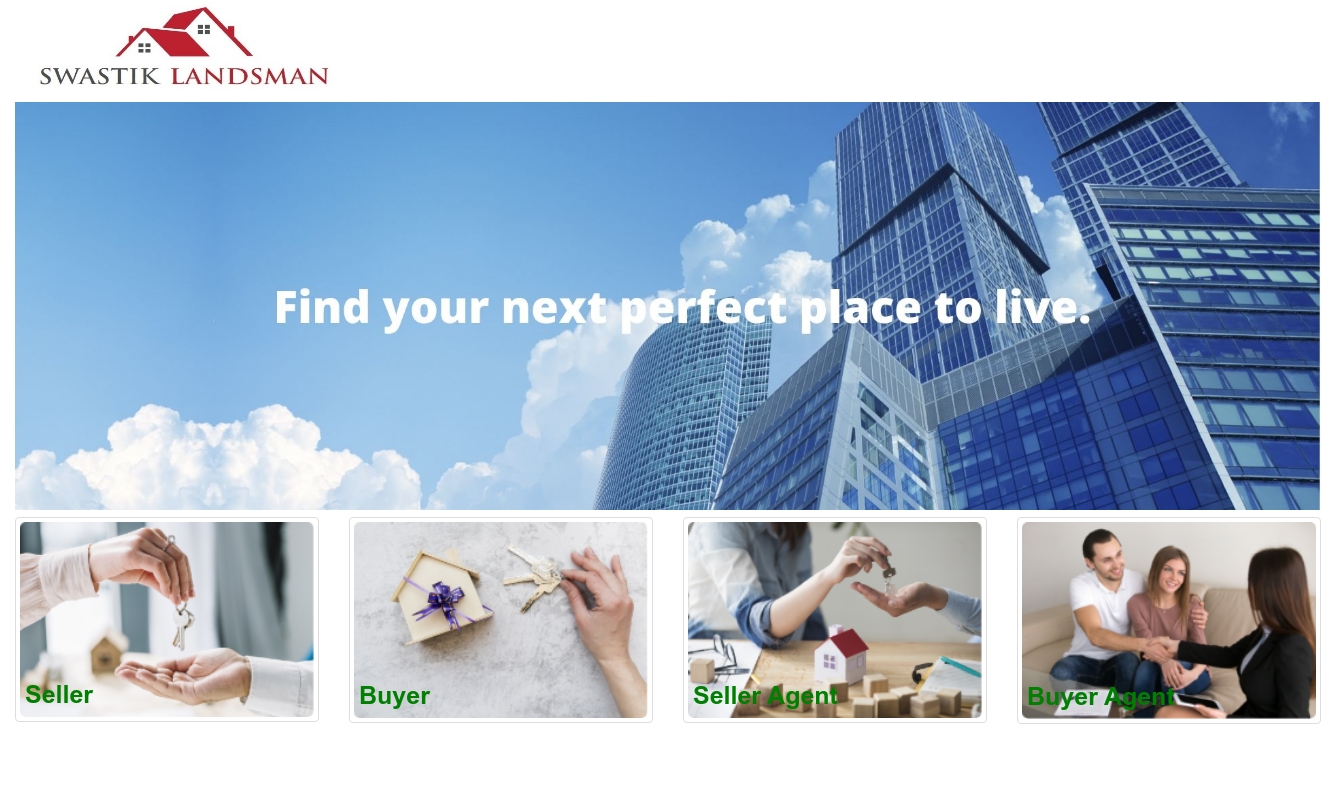 SWASTIK LANDSMAN
Find your next perfect place to live.
Seller
Buyer
Seller Agent
Buyer Agent